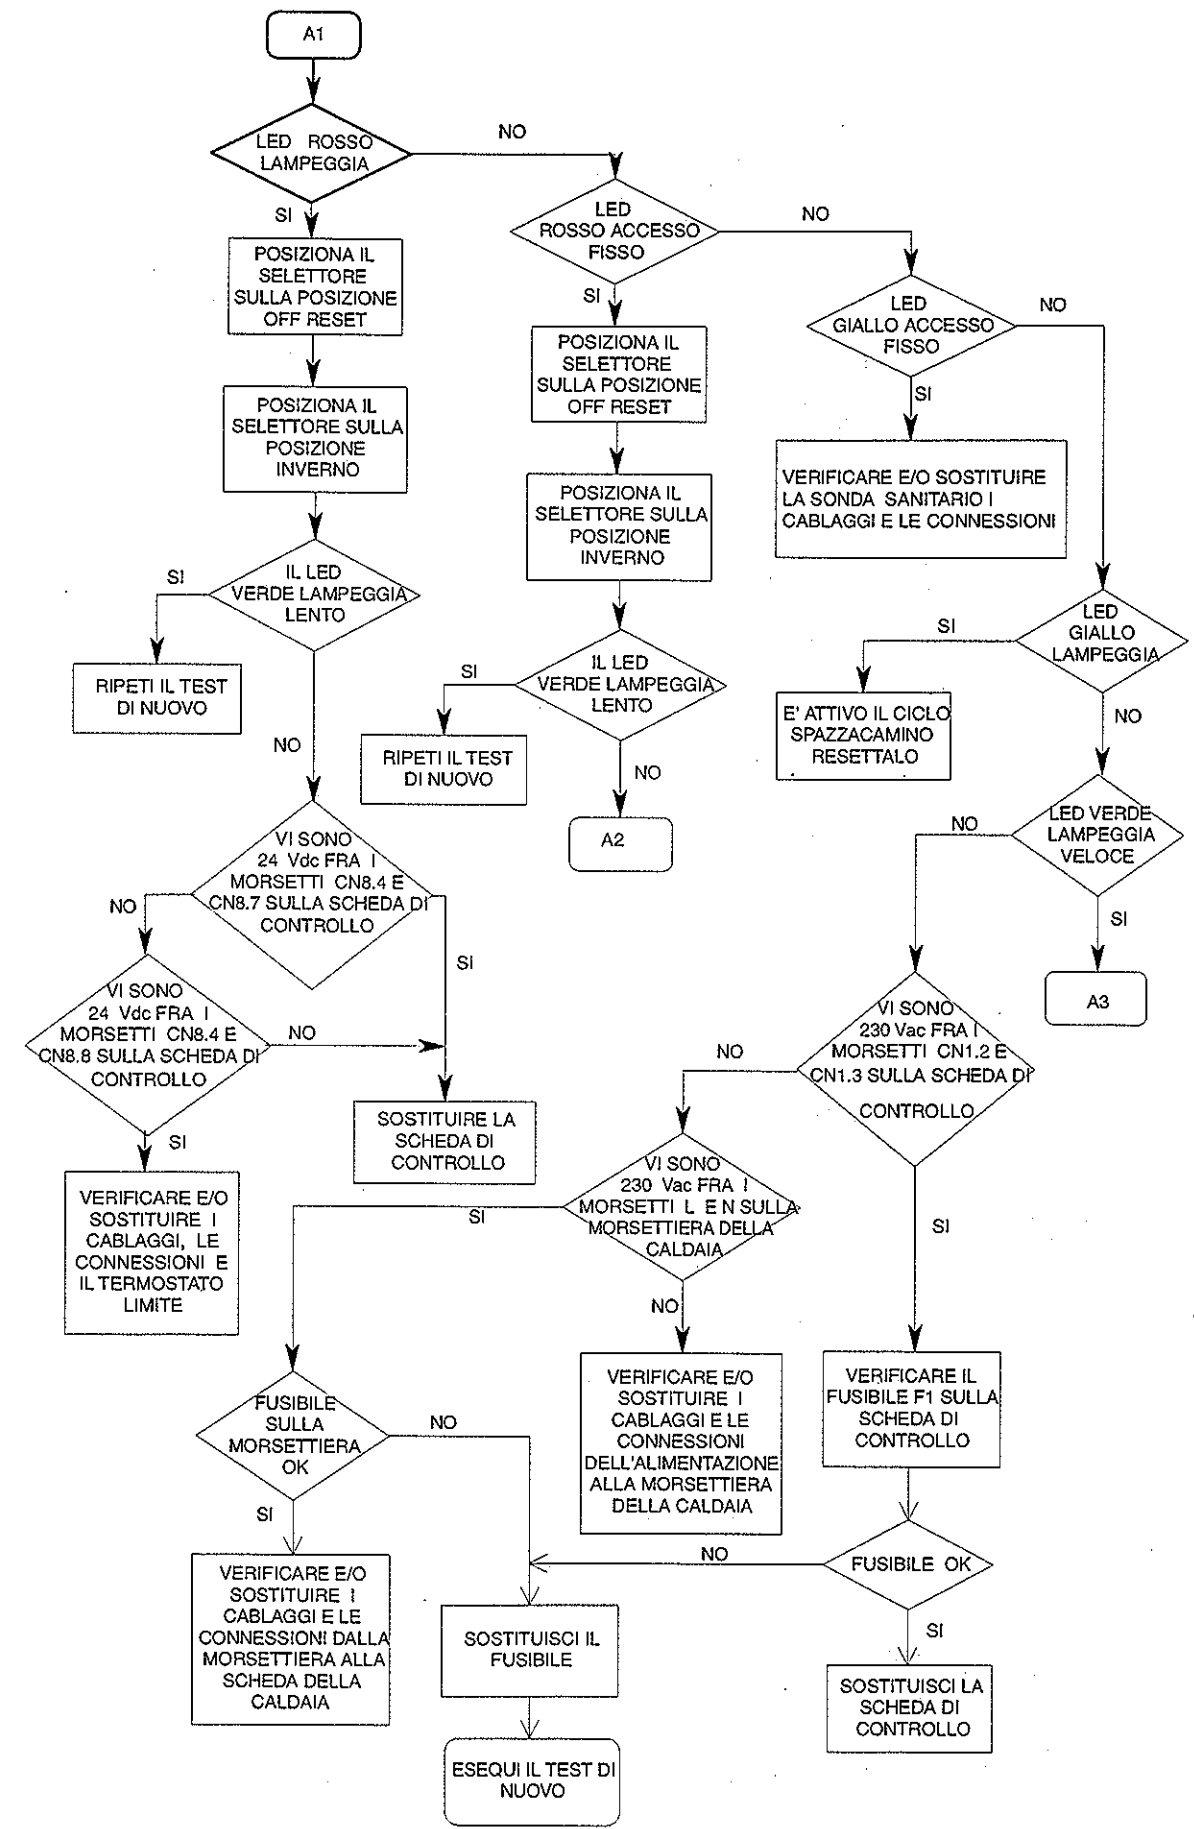 A1
LED ROSSO
LAMPEGGIA
NO
SI
POSIZIONA IL
SELETTORE
SULLA POSIZIONE
OFF RESET
POSIZIONA IL
SELETTORE SULLA
POSIZIONE
INVERNO
IL LED
VERDE LAMPEGGIA
LENTO
SI
RIPETI IL TEST
DI NUOVO
NO
VI SONO
24 Vdc FRA I
MORSETTI CN8.4 E
CN8.7 SULLA SCHEDA DI
CONTROLLO
NO
SI
VI SONO
24 Vdc FRA I
MORSETTI CN8.4 E
CN8.8 SULLA SCHEDA DI
CONTROLLO
NO
SI
SOSTITUIRE LA
SCHEDA DI
CONTROLLO
VERIFICARE E/O
SOSTITUIRE I
CABLAGGI, LE
CONNESSIONI E
IL TERMOSTATO
LIMITE
LED
ROSSO ACCESSO
FISSO
NO
SI
POSIZIONA IL
SELETTORE
SULLA POSIZIONE
OFF RESET
POSIZIONA IL
SELETTORE SULLA
POSIZIONE
INVERNO
IL LED
VERDE LAMPEGGIA
LENTO
SI
RIPETI IL TEST
DI NUOVO
NO
A2
LED
GIALLO ACCESSO
FISSO
NO
SI
VERIFICARE E/O SOSTITUIRE
LA SONDA SANITARIO I
CABLAGGI E LE CONNESSIONI
LED
GIALLO
LAMPEGGIA
SI
E' ATTIVO IL CICLO
SPAZZACAMINO
RESETTALO
NO
LED VERDE
LAMPEGGIA
VELOCE
NO
SI
A3
VI SONO
230 Vac FRA I
MORSETTI CN1.2 E
CN1.3 SULLA SCHEDA DI
CONTROLLO
NO
SI
VI SONO
230 Vac FRA I
MORSETTI L E N SULLA
MORSETTIERA DELLA
CALDAIA
SI
NO
VERIFICARE E/O
SOSTITUIRE I
CABLAGGI E LE
CONNESSIONI
DELL'ALIMENTAZIONE
ALLA MORSETTIERA
DELLA CALDAIA
VERIFICARE IL
FUSIBILE F1 SULLA
SCHEDA DI
CONTROLLO
FUSIBILE
SULLA
MORSETTIERA
OK
NO
SI
VERIFICARE E/O
SOSTITUIRE I
CABLAGGI E LE
CONNESSIONI DALLA
MORSETTIERA ALLA
SCHEDA DELLA
CALDAIA
FUSIBILE OK
NO
SI
SOSTITUISCI IL
FUSIBILE
SOSTITUISCI LA
SCHEDA DI
CONTROLLO
ESEQUI IL TEST DI
NUOVO